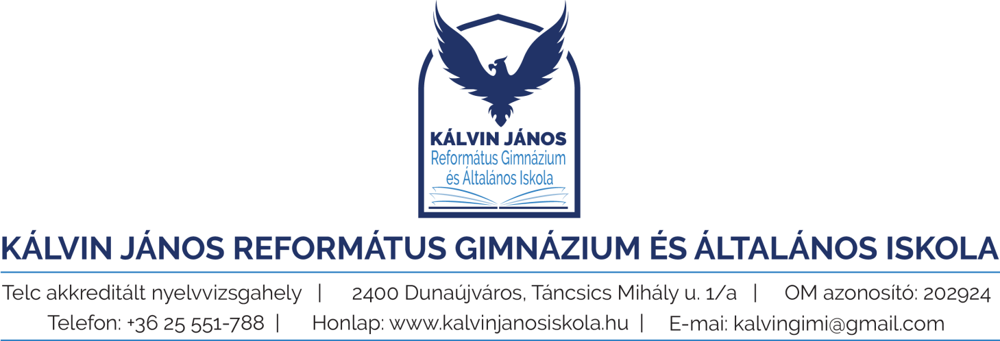 KÁLVIN JÁNOS
Református Gimnázium
és Általános Iskola
KÁLVIN JÁNOS REFORMÁTUS GIMNÁZIUM ÉS ÁLTALÁNOS ISKOLA
Telc akkreditált nyelvvizsgahely | 2400 Dunaújváros, Táncsics Mihály u. 1/a | OM azonosító: 202924
Telefon: +36 25 551-788 | Honlap: www.kalvinjanosiskola.hu | E-mai: kalvingimi@gmail.com